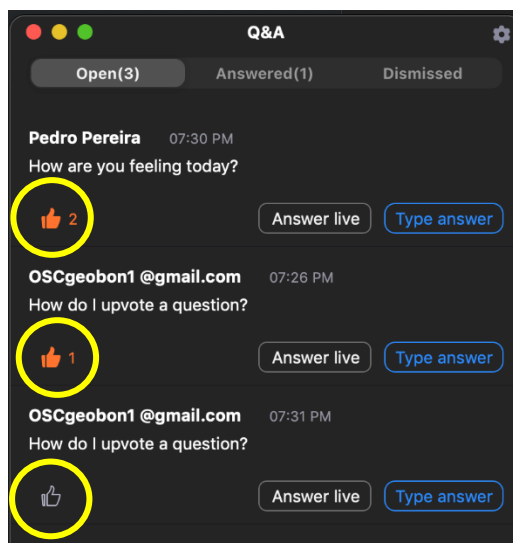 Q&A
Open(3) Answered(1) Dismissed
Pedro Pereira 07:30 PM
How are you feeling today?
2 Answer live Type answer
OSCgeobon1 @gmail.com 07:26 PM
How do I upvote a question?
1 Answer live Type answer
OSCgeobon1 @gmail.com 07:31 PM
How do I upvote a question?
Answer live Type answer